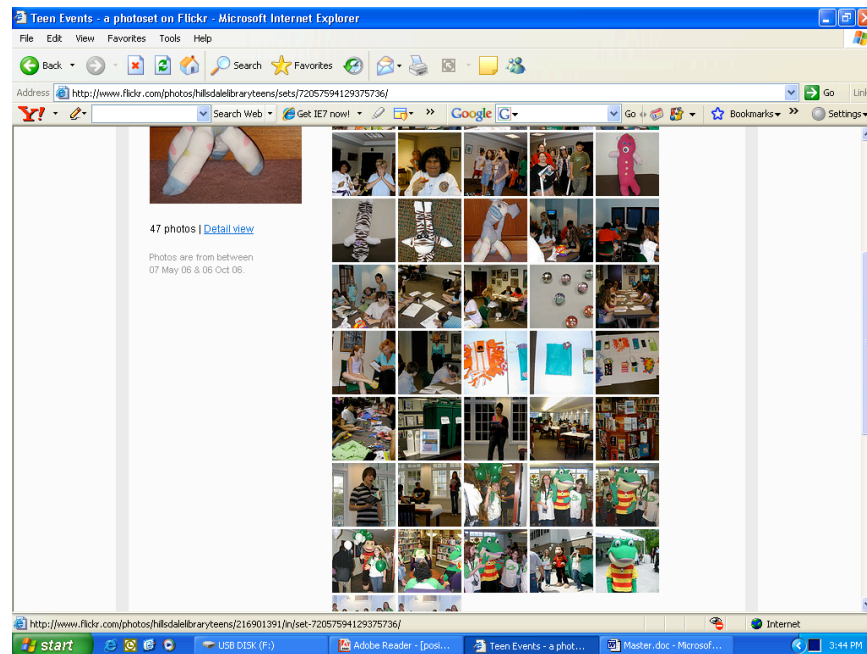 Teen Events - a photoset on Flickr - Microsoft Internet Explorer
File Edit View Favorites Tools Help
Back Search Favorites
Address http://www.flickr.com/photos/hillsdalelibraryteens/sets/72057594129375736/ Go Link
Y! Search Web Get IE7 now! » Google G Go Bookmarks » Settings
47 photos | Detail view
Photos are from between
07 May 06 & 06 Oct 06.
http://www.flickr.com/photos/hillsdalelibraryteens/216901391/in/set-72057594129375736/ Internet
start USB DISK (F:) Adobe Reader - [posi... Teen Events - a phot... Master.doc - Microsof... 3:44 PM